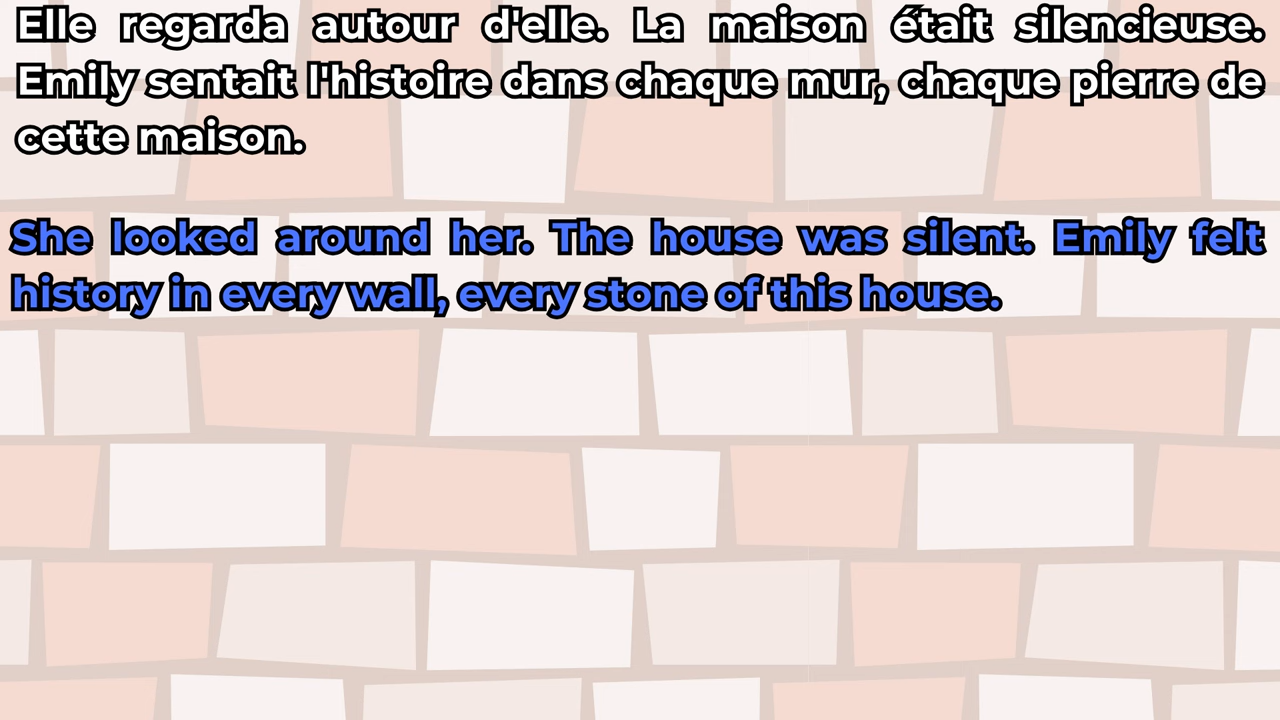 Elle regarda autour d'elle. La maison était silencieuse.
Emily sentait l'histoire dans chaque mur, chaque pierre de
cette maison.
She looked around her. The house was silent. Emily felt
history in every wall, every stone of this house.